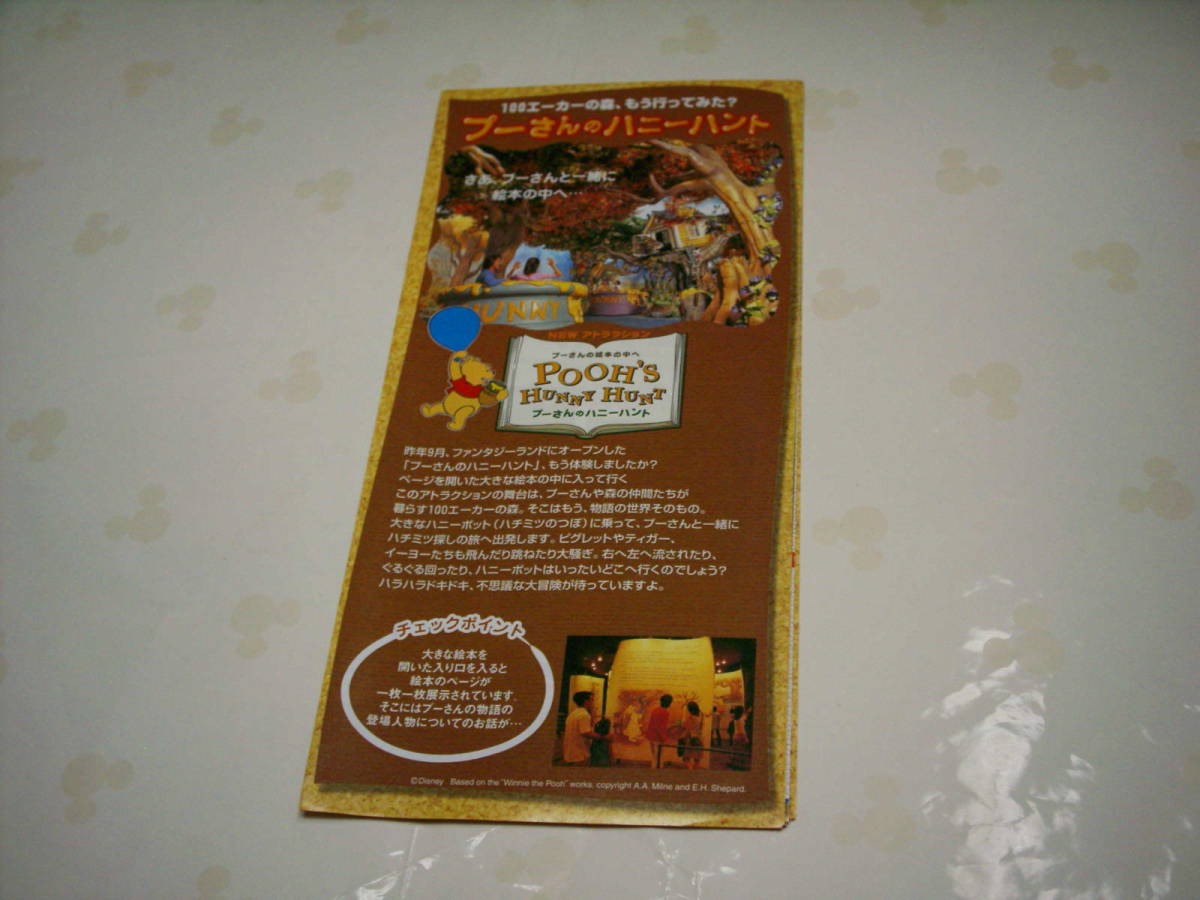 100エーカーの森、もう行ってみた?
プーさんのハニーハント
さあ、プーさんと一緒に
絵本の中へ…
HUNNY
HUNNY
NEW アトラクション
プーさんの絵本の中へ
POOH'S
HUNNY HUNT
プーさんのハニーハント
昨年9月、ファンタジーランドにオープンした
「プーさんのハニーハント」、もう体験しましたか?
ページを開いた大きな絵本の中に入って行く
このアトラクションの舞台は、プーさんや森の仲間たちが
暮らす100エーカーの森。そこはもう、物語の世界そのもの。
大きなハニーポット(ハチミツのつぼ)に乗って、プーさんと一緒に
ハチミツ探しの旅へ出発します。ピグレットやティガー、
イーヨーたちも飛んだり跳ねたり大騒ぎ。右へ左へ流されたり、
ぐるぐる回ったり、ハニーポットはいったいどこへ行くのでしょう?
ハラハラドキドキ、不思議な大冒険が待っていますよ。
チェックポイント
大きな絵本を
開いた入り口を入ると
絵本のページが
一枚一枚展示されています。
そこにはプーさんの物語の
登場人物についてのお話が…
©Disney Based on the "Winnie the Pooh" works, copyright A.A. Milne and E.H. Shepard.